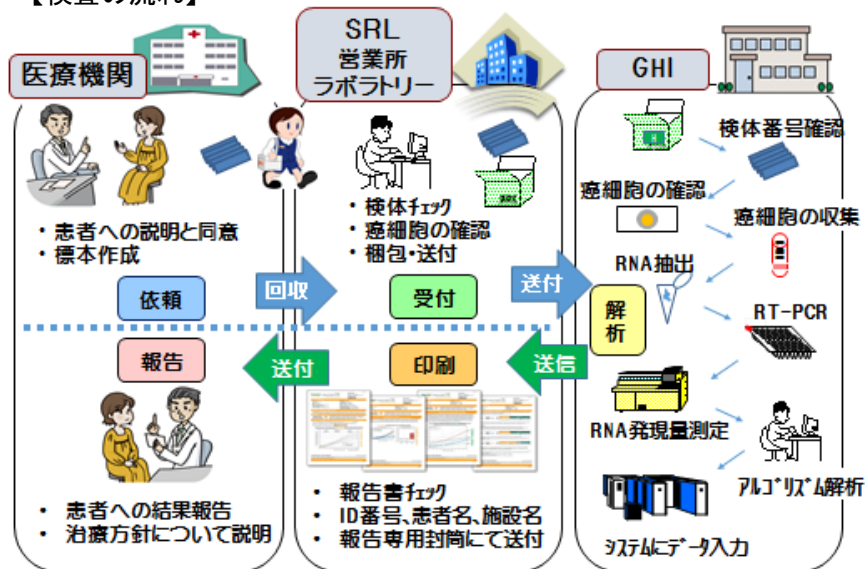 【検査の流れ】
医療機関
SRL
営業所
ラボラトリー
GHI
・患者への説明と同意
・標本作成
依頼
回収
・検体ﾁｪｯｸ
・癌細胞の確認
・梱包・送付
受付
送付
検体番号確認
癌細胞の確認
癌細胞の収集
RNA抽出
解析
RT-PCR
RNA発現量測定
ｱﾙｺﾞﾘｽﾞﾑ解析
ｼｽﾃﾑにﾃﾞｰﾀ入力
送信
印刷
・報告書ﾁｪｯｸ
・ID番号、患者名、施設名
・報告専用封筒にて送付
送付
報告
・患者への結果報告
・治療方針について説明